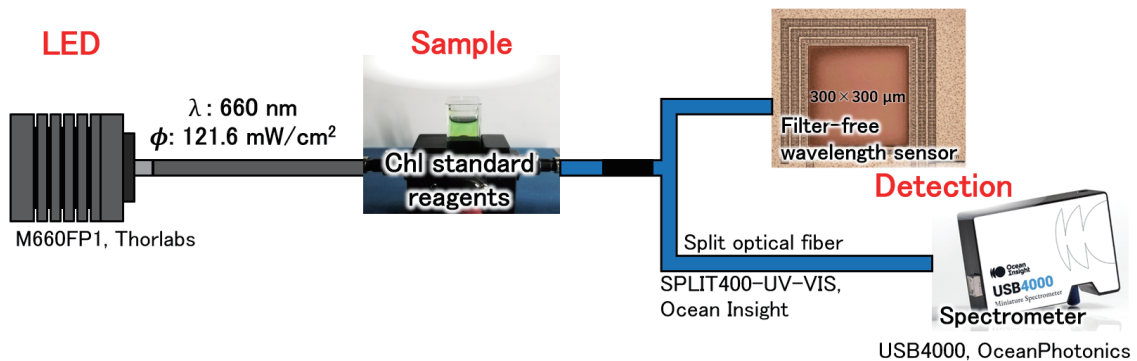 LED
λ: 660 nm
ϕ: 121.6 mW/cm²
M660FP1, Thorlabs
Sample
Chl standard
reagents
300×300 μm
Filter-free
wavelength sensor
Detection
Split optical fiber
SPLIT400-UV-VIS,
Ocean Insight
Ocean
Insight
USB4000
Miniature Spectrometer
Spectrometer
USB4000, OceanPhotonics